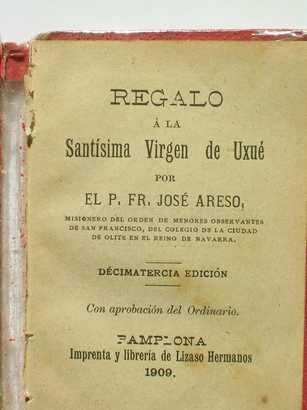 REGALO
Á LA
Santísima Virgen de Uxué
POR
EL P. FR. JOSÉ ARESO,
MISIONERO DEL ORDEN DE MENORES OBSERVANTES
DE SAN FRANCISCO, DEL COLEGIO DE LA CIUDAD
DE OLITE EN EL REINO DE NAVARRA.
DÉCIMATERCIA EDICIÓN
Con aprobación del Ordinario.
PAMPLONA
Imprenta y librería de Lizaso Hermanos
1909.